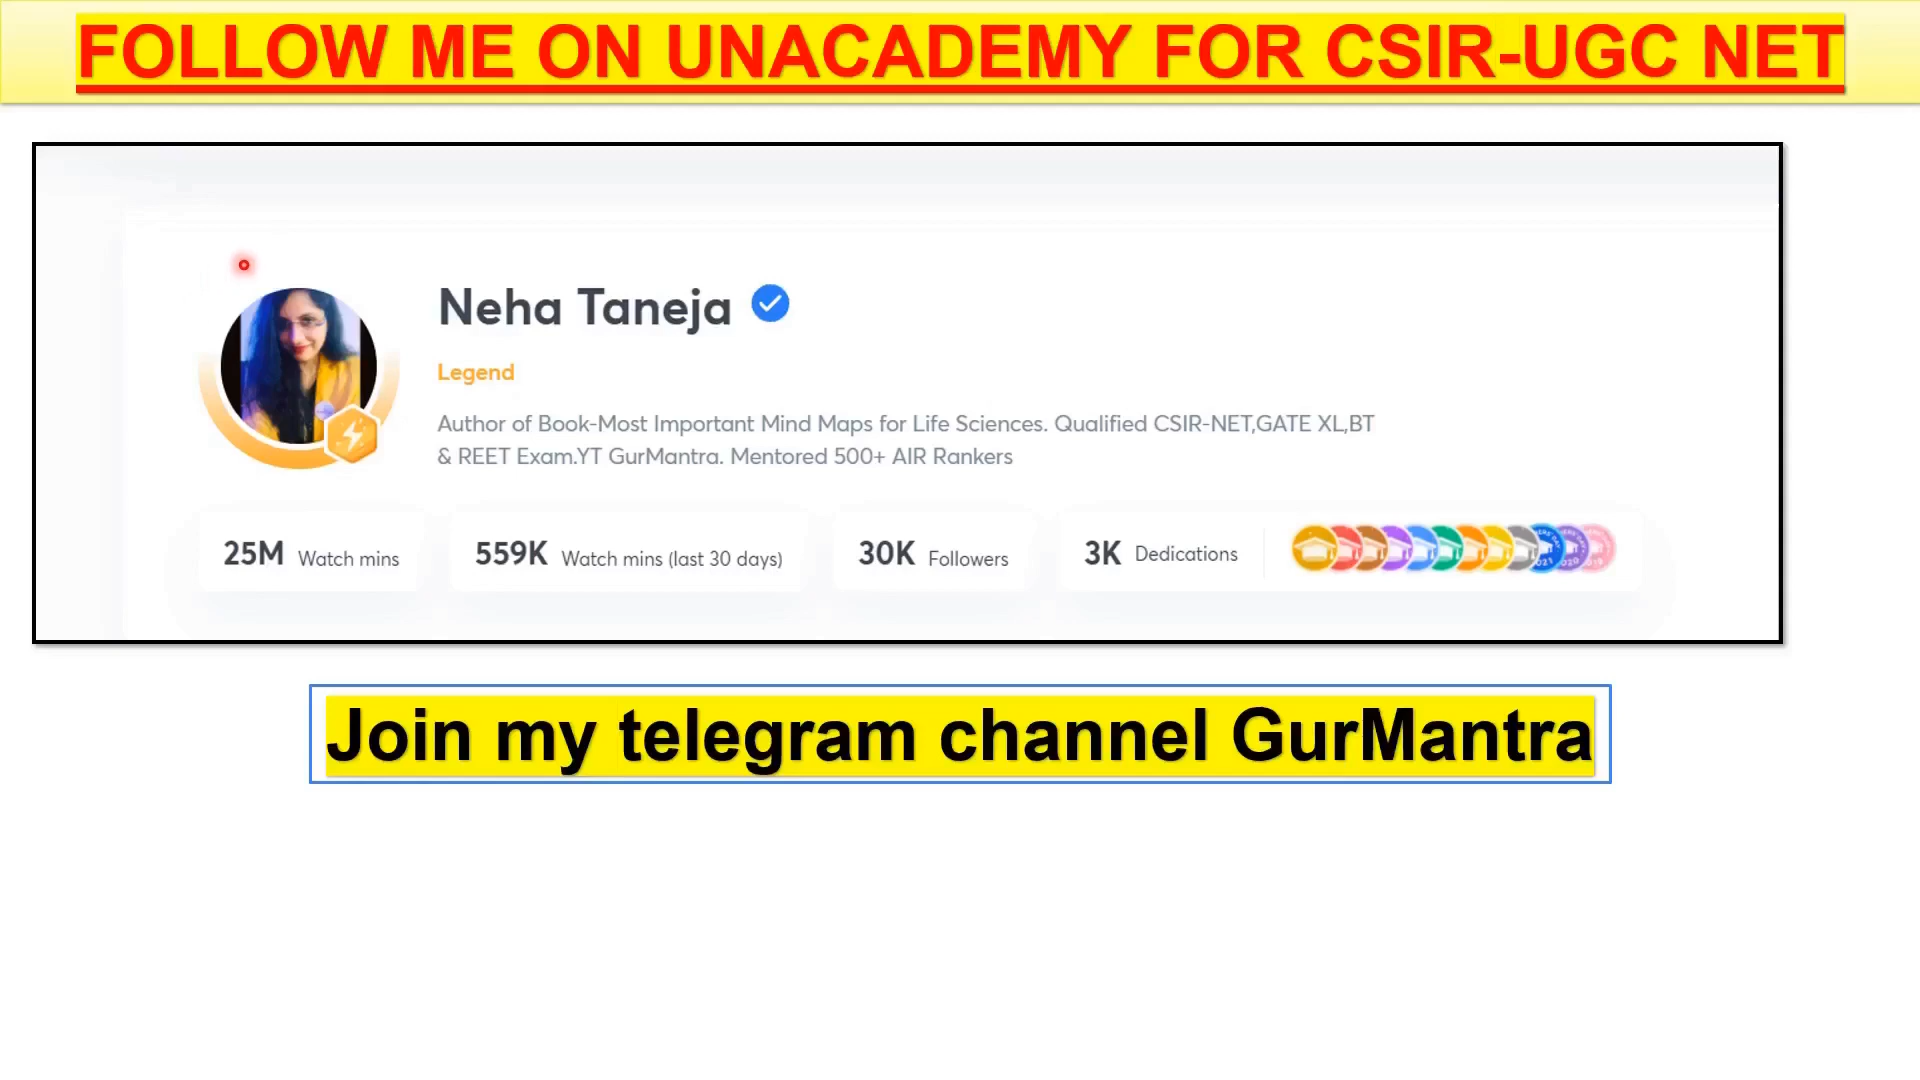 FOLLOW ME ON UNACADEMY FOR CSIR-UGC NET
Neha Taneja
Legend
Author of Book-Most Important Mind Maps for Life Sciences. Qualified CSIR-NET,GATE XL,BT
& REET Exam.YT GurMantra. Mentored 500+ AIR Rankers
25M Watch mins 559K Watch mins (last 30 days) 30K Followers 3K Dedications
Join my telegram channel GurMantra